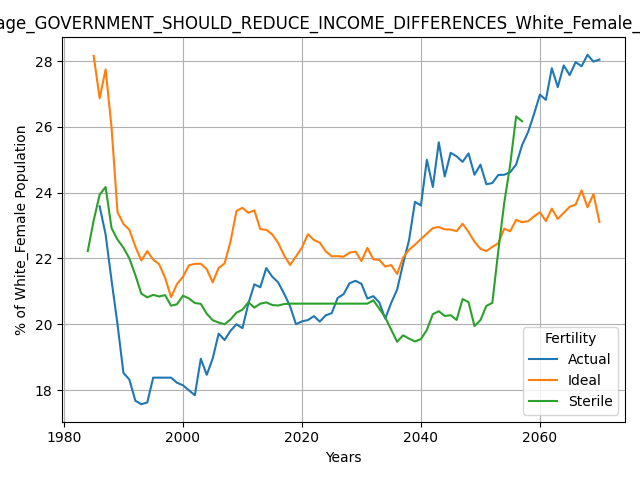 age_GOVERNMENT_SHOULD_REDUCE_INCOME_DIFFERENCES_White_Female_
28
26
24
22
20
18
% of White_Female Population
1980
2000
2020
2040
2060
Years
Fertility
Actual
Ideal
Sterile